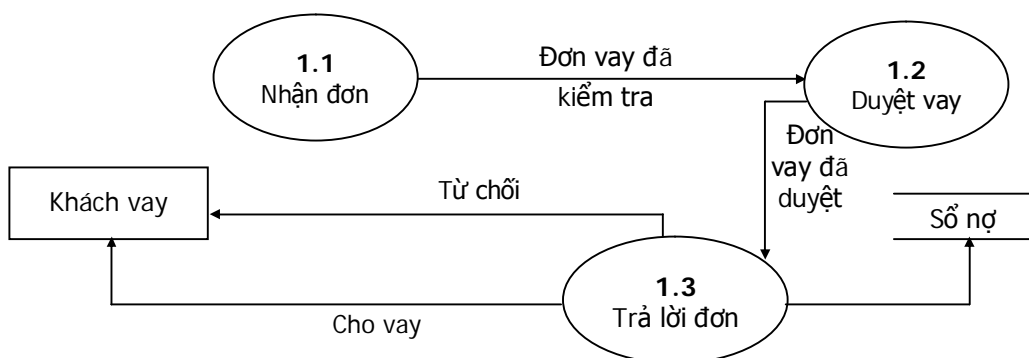 1.1
Nhận đơn
Đơn vay đã
kiểm tra
1.2
Duyệt vay
Đơn
vay đã
duyệt
Khách vay
Từ chối
Sổ nợ
1.3
Trả lời đơn
Cho vay